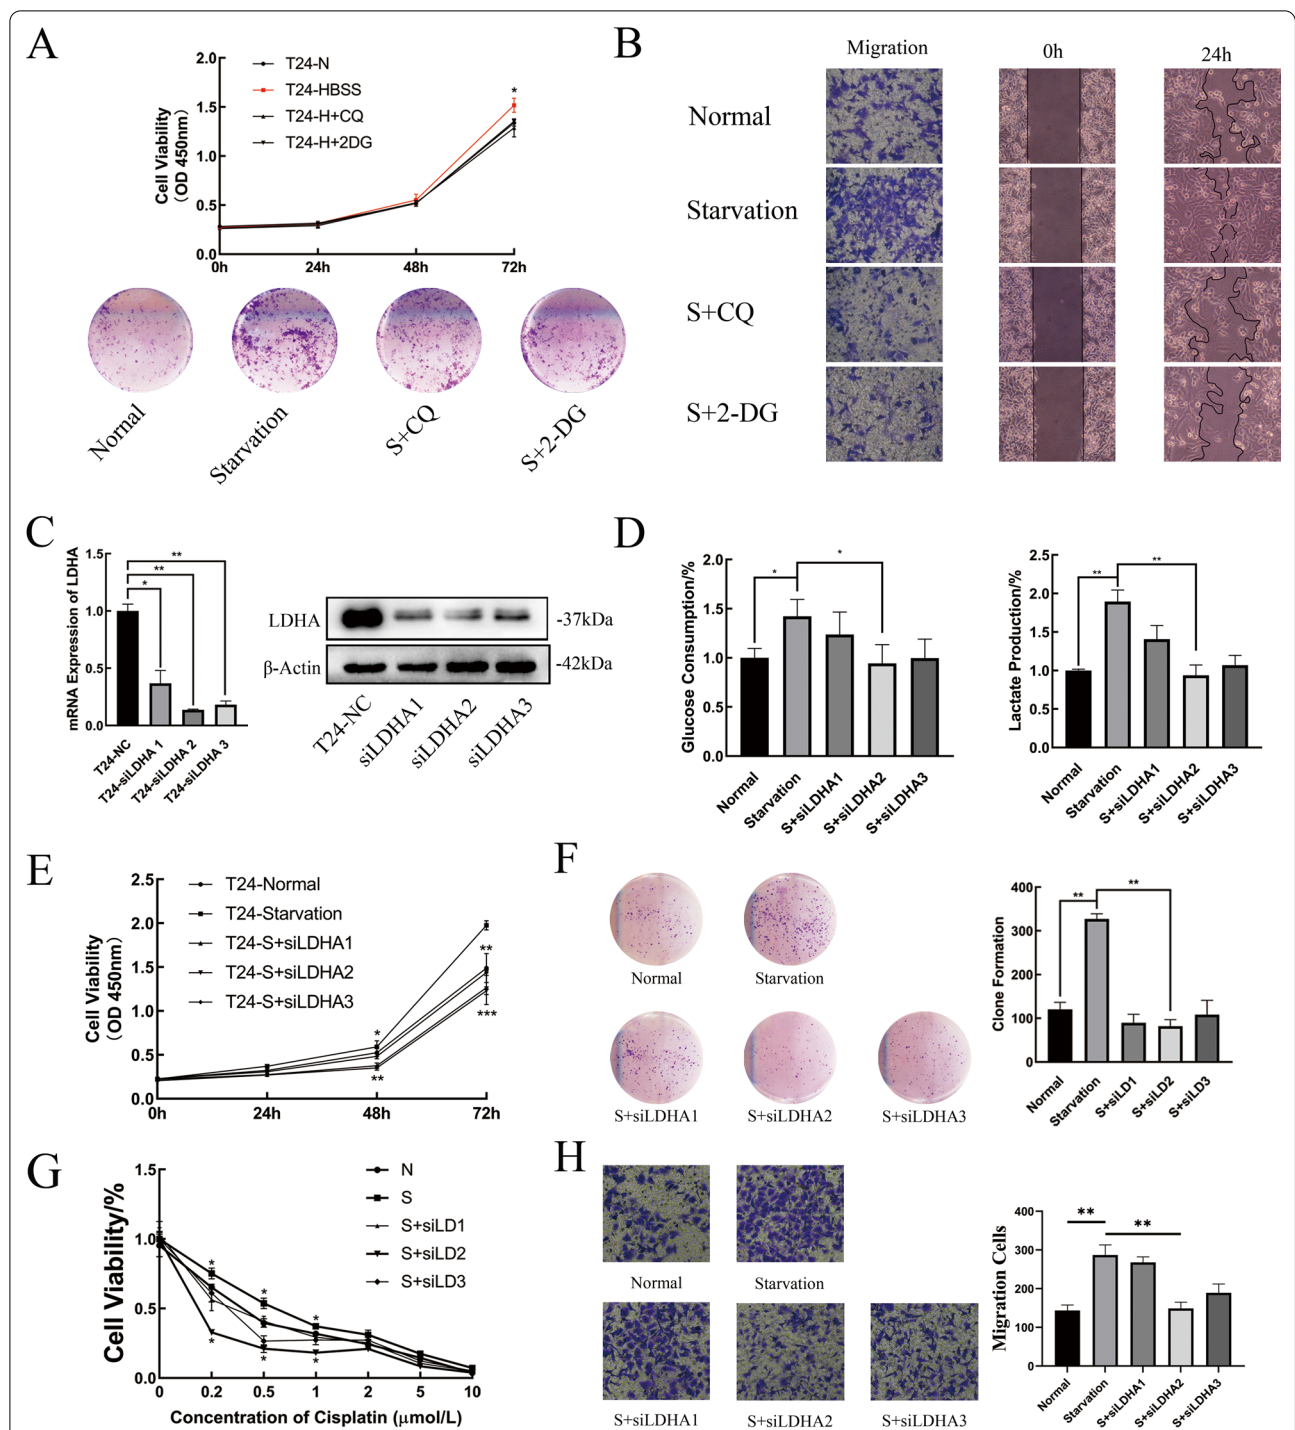 A
2.0
1.5
1.0
0.5
0.0
Cell Viability
(OD 450nm)
T24-N
T24-HBSS
T24-H+CQ
T24-H+2DG
*
0h
24h
48h
72h
Nornal
Starvation
S+CQ
S+2-DG
B
Migration
0h
24h
Normal
Starvation
S+CQ
S+2-DG
C
mRNA Expression of LDHA
1.5
1.0
0.5
0.0
**
**
*
T24-NC
T24-siLDHA 1
T24-siLDHA 2
T24-siLDHA 3
LDHA
-37kDa
β-Actin
-42kDa
T24-NC
siLDHA1
siLDHA2
siLDHA3
D
Glucose Consumption/%
2.0
1.5
1.0
0.5
0.0
*
*
Normal
Starvation
S+siLDHA1
S+siLDHA2
S+siLDHA3
Lactate Production/%
2.5
2.0
1.5
1.0
0.5
0.0
**
**
Normal
Starvation
S+siLDHA1
S+siLDHA2
S+siLDHA3
E
Cell Viability
(OD 450nm)
2.5
2.0
1.5
1.0
0.5
0.0
T24-Normal
T24-Starvation
T24-S+siLDHA1
T24-S+siLDHA2
T24-S+siLDHA3
*
**
**
***
0h
24h
48h
72h
F
Normal
Starvation
S+siLDHA1
S+siLDHA2
S+siLDHA3
Clone Formation
400
300
200
100
0
**
**
Normal
Starvation
S+siLD1
S+siLD2
S+siLD3
G
Cell Viability/%
1.5
1.0
0.5
0.0
N
S
S+siLD1
S+siLD2
S+siLD3
*
*
*
*
*
*
0
0.2
0.5
1
2
5
10
Concentration of Cisplatin (μmol/L)
H
Normal
Starvation
S+siLDHA1
S+siLDHA2
S+siLDHA3
Migration Cells
400
300
200
100
0
**
**
Normal
Starvation
S+siLDHA1
S+siLDHA2
S+siLDHA3